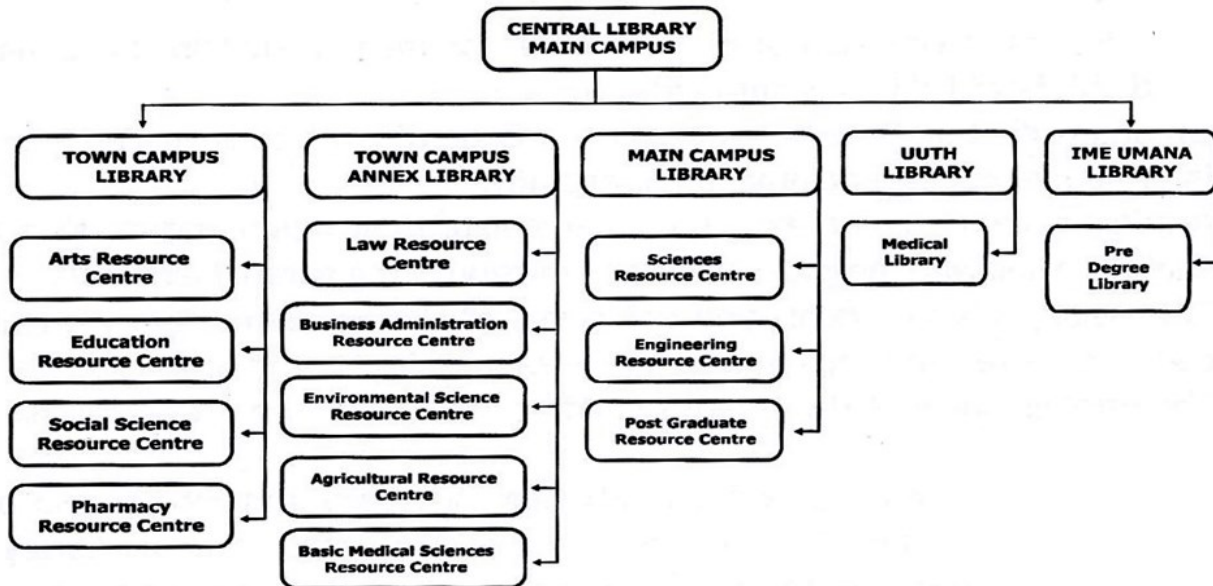 CENTRAL LIBRARY
MAIN CAMPUS
TOWN CAMPUS
LIBRARY
Arts Resource
Centre
Education
Resource Centre
Social Science
Resource Centre
Pharmacy
Resource Centre
TOWN CAMPUS
ANNEX LIBRARY
Law Resource
Centre
Business Administration
Resource Centre
Environmental Science
Resource Centre
Agricultural Resource
Centre
Basic Medical Sciences
Resource Centre
MAIN CAMPUS
LIBRARY
Sciences
Resource Centre
Engineering
Resource Centre
Post Graduate
Resource Centre
UUTH
LIBRARY
Medical
Library
IME UMANA
LIBRARY
Pre
Degree
Library